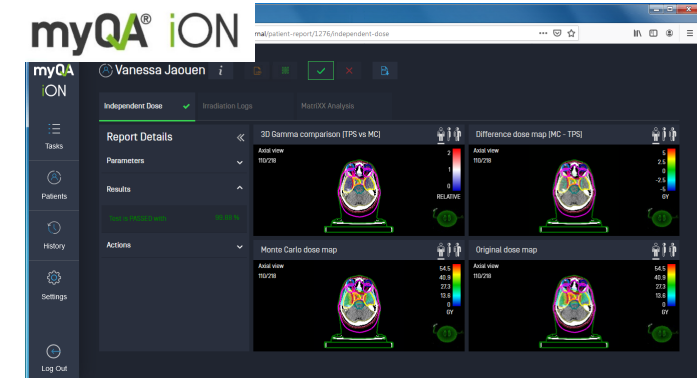 myQA® iON
mal/patient-report/1276/independent-dose
myQA
iON
Vanessa Jaouen i
Tasks
Patients
History
Settings
Log Out
Independent Dose
Irradiation Logs
MatriXX Analysis
Report Details
Parameters
Results
Test is PASSED with 99.99 %
Actions
3D Gamma comparison [TPS vs MC]
Axial view
110/218
2
1
0
RELATIVE
Difference dose map [MC - TPS]
Axial view
110/218
5
2.5
0
-2.5
-5
GY
Monte Carlo dose map
Axial view
110/218
54.5
40.9
27.3
13.6
0
GY
Original dose map
Axial view
110/218
54.5
40.9
27.3
13.6
0
GY